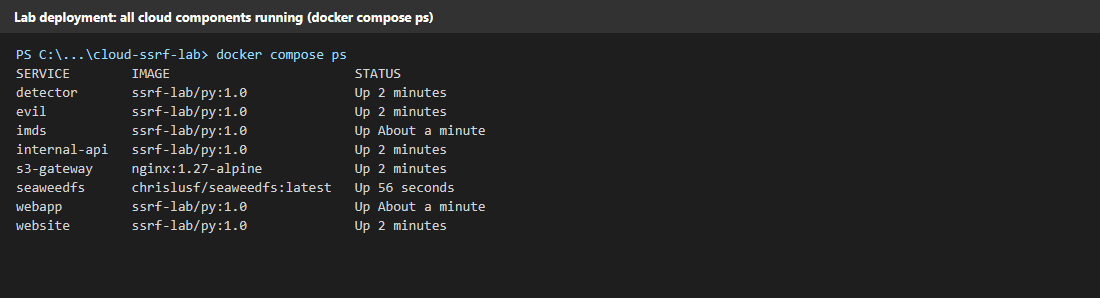 Lab deployment: all cloud components running (docker compose ps)
PS C:\...\cloud-ssrf-lab> docker compose ps
SERVICE IMAGE STATUS
detector ssrf-lab/py:1.0 Up 2 minutes
evil ssrf-lab/py:1.0 Up 2 minutes
imds ssrf-lab/py:1.0 Up About a minute
internal-api ssrf-lab/py:1.0 Up 2 minutes
s3-gateway nginx:1.27-alpine Up 2 minutes
seaweedfs chrislusf/seaweedfs:latest Up 56 seconds
webapp ssrf-lab/py:1.0 Up About a minute
website ssrf-lab/py:1.0 Up 2 minutes